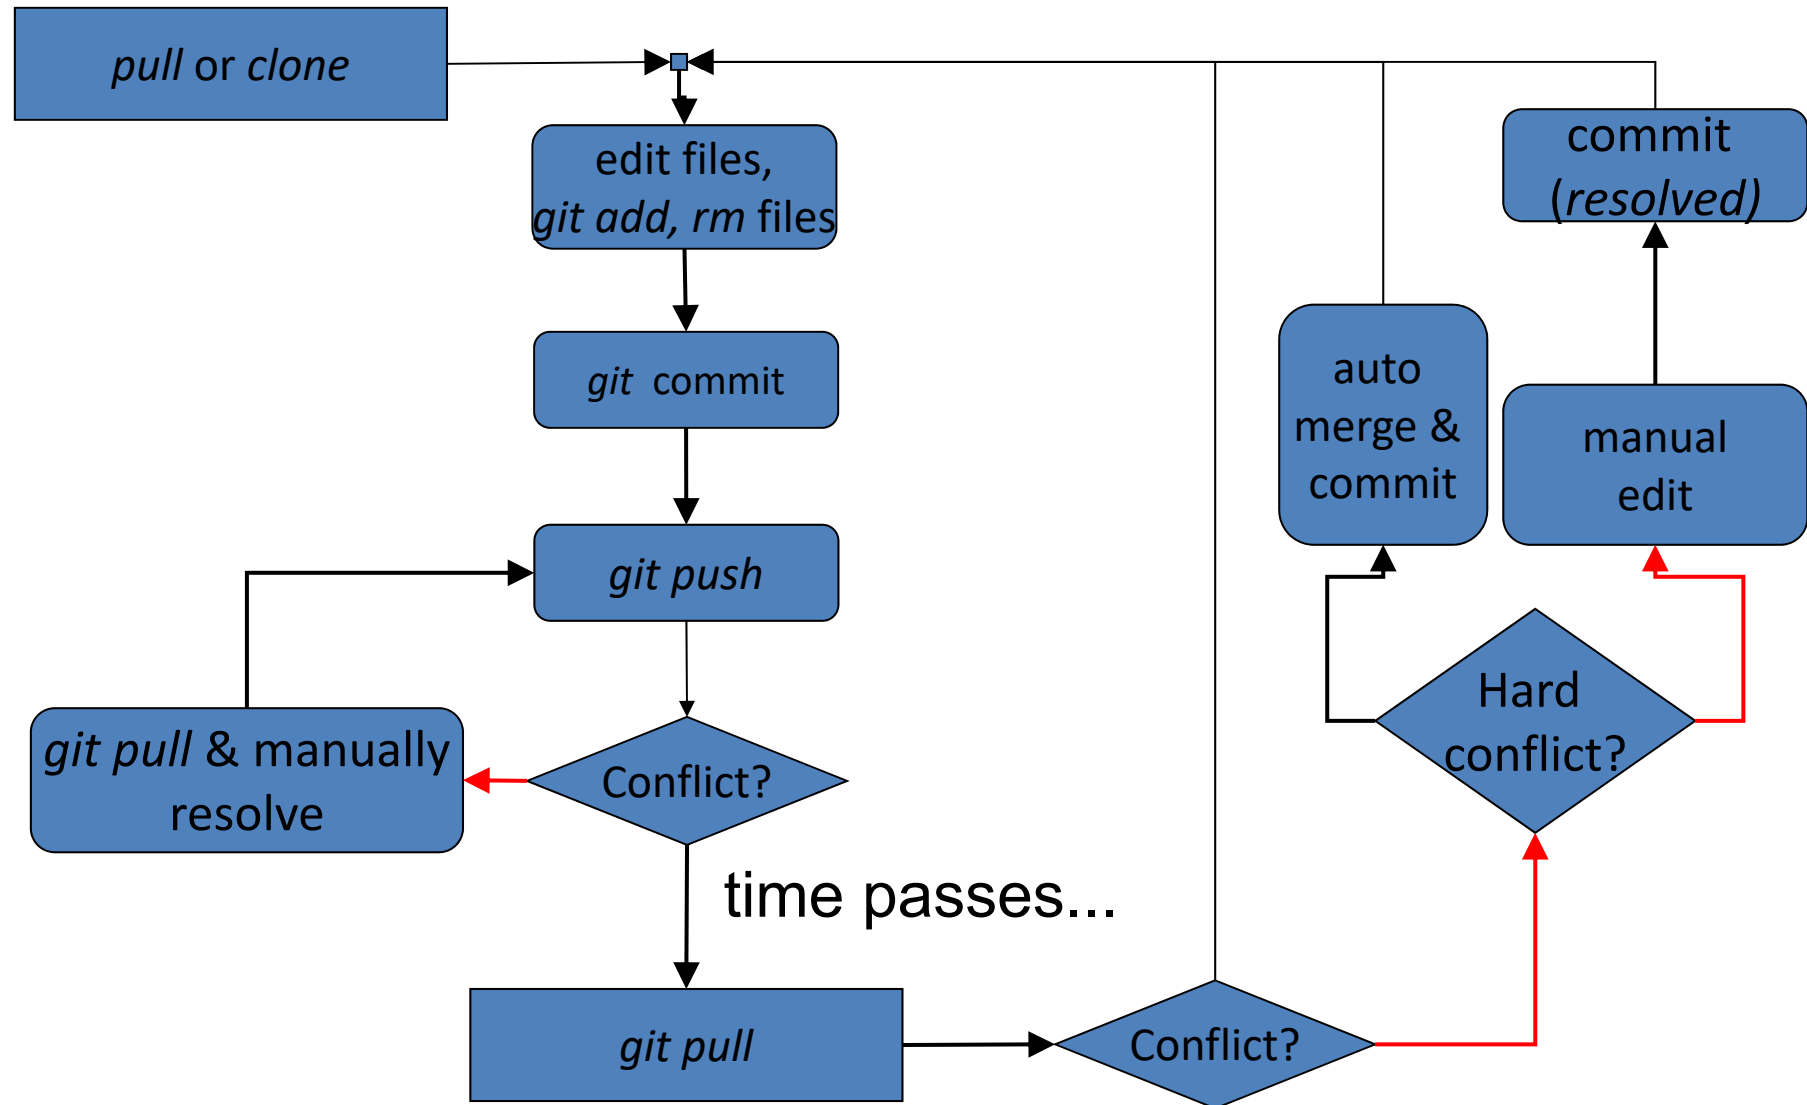 pull or clone
edit files,
git add, rm files
git commit
git push
Conflict?
git pull & manually
resolve
time passes...
git pull
Conflict?
Hard
conflict?
auto
merge &
commit
manual
edit
commit
(resolved)